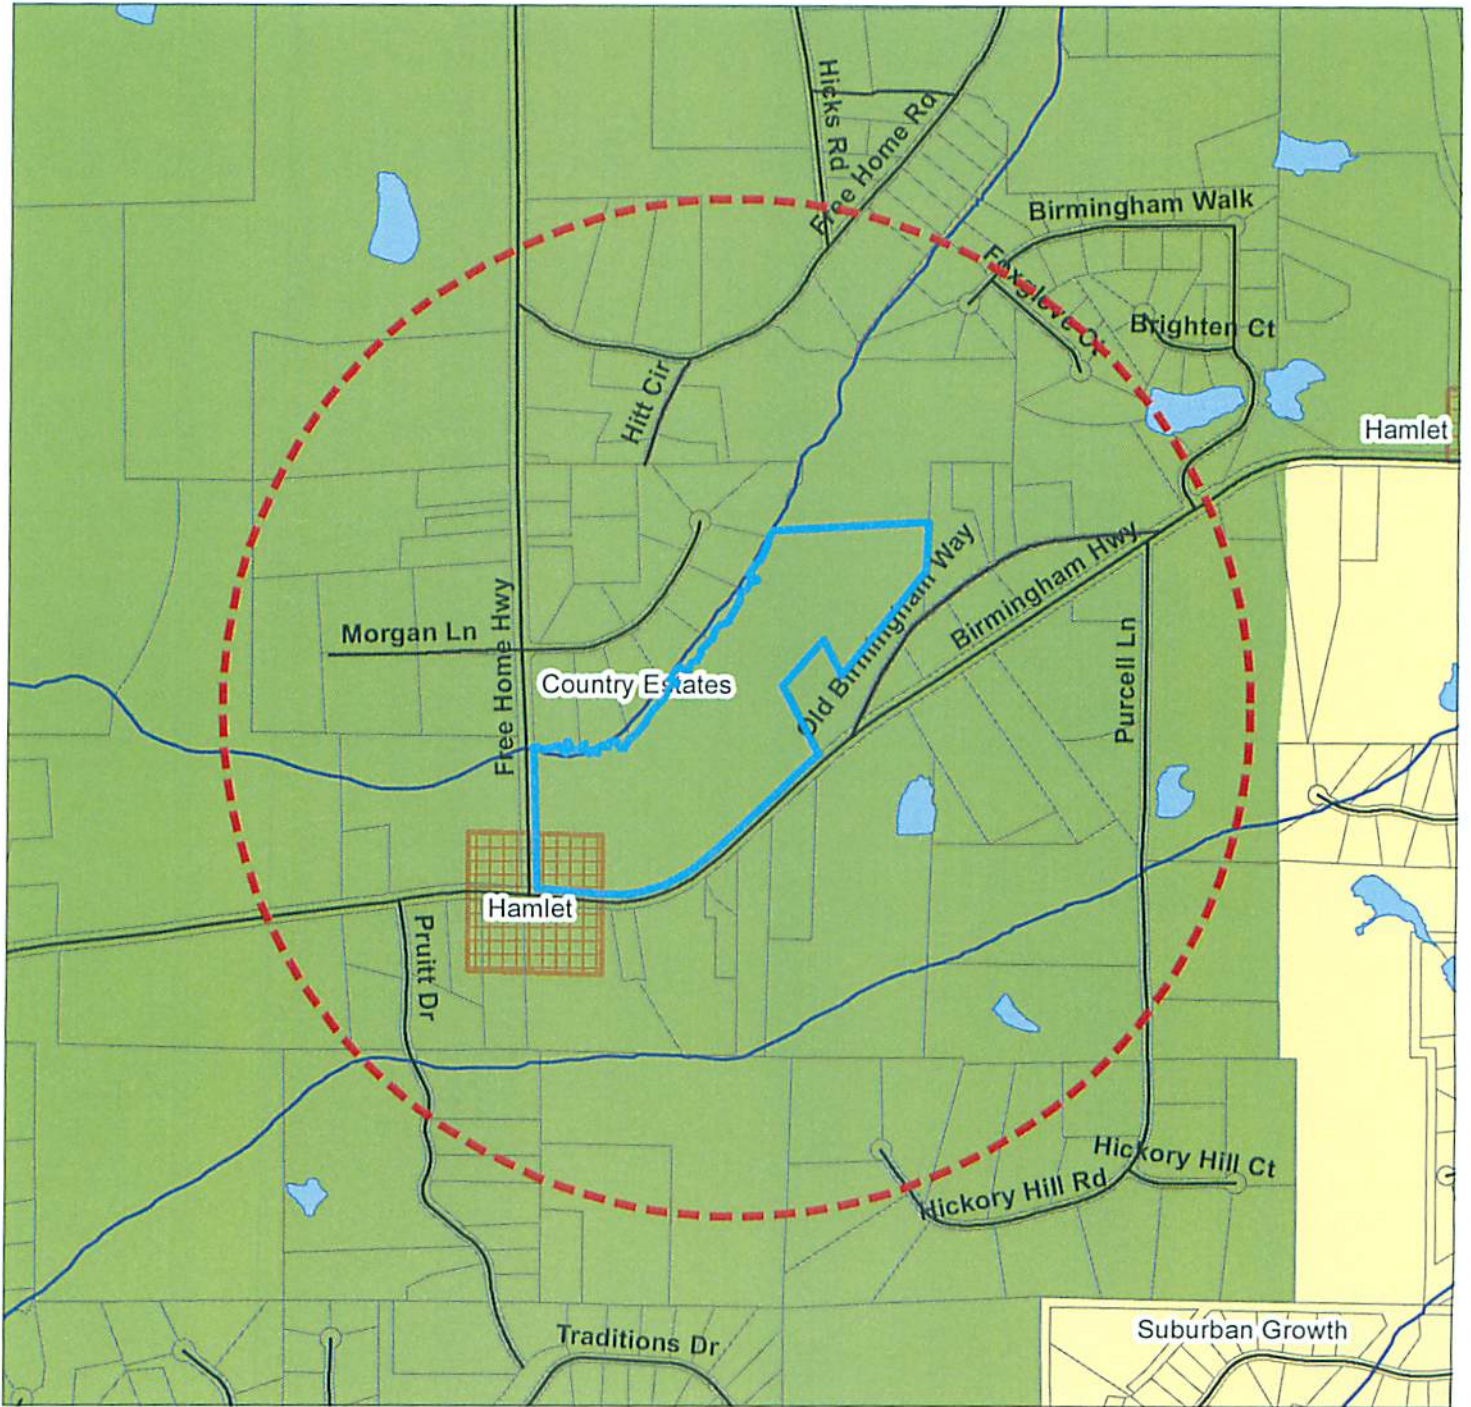 Hicks Rd
Free Home Rd
Birmingham Walk
Foxglove Ct
Brighten Ct
Hitt Cir
Hamlet
Old Birmingham Way
Birmingham Hwy
Morgan Ln
Free Home Hwy
Country Estates
Purcell Ln
Hamlet
Pruitt Dr
Hickory Hill Ct
Hickory Hill Rd
Traditions Dr
Suburban Growth